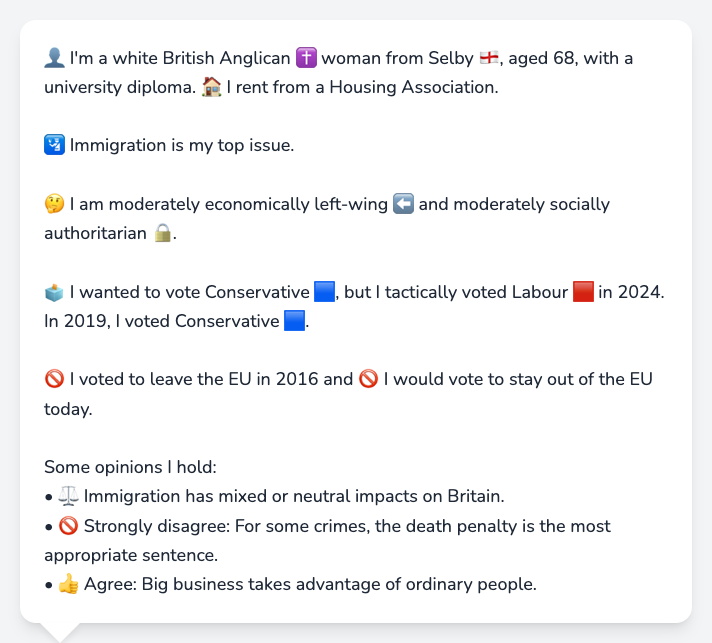 👤 I'm a white British Anglican ✝️ woman from Selby 🏴󠁧󠁢󠁥󠁮󠁧󠁿, aged 68, with a
university diploma. 🏠 I rent from a Housing Association.
🛂 Immigration is my top issue.
🤔 I am moderately economically left-wing ⬅️ and moderately socially
authoritarian 🔒.
🗳️ I wanted to vote Conservative 🟦, but I tactically voted Labour 🟥 in 2024.
In 2019, I voted Conservative 🟦.
🚫 I voted to leave the EU in 2016 and 🚫 I would vote to stay out of the EU
today.
Some opinions I hold:
• ⚖️ Immigration has mixed or neutral impacts on Britain.
• 🚫 Strongly disagree: For some crimes, the death penalty is the most
appropriate sentence.
• 👍 Agree: Big business takes advantage of ordinary people.